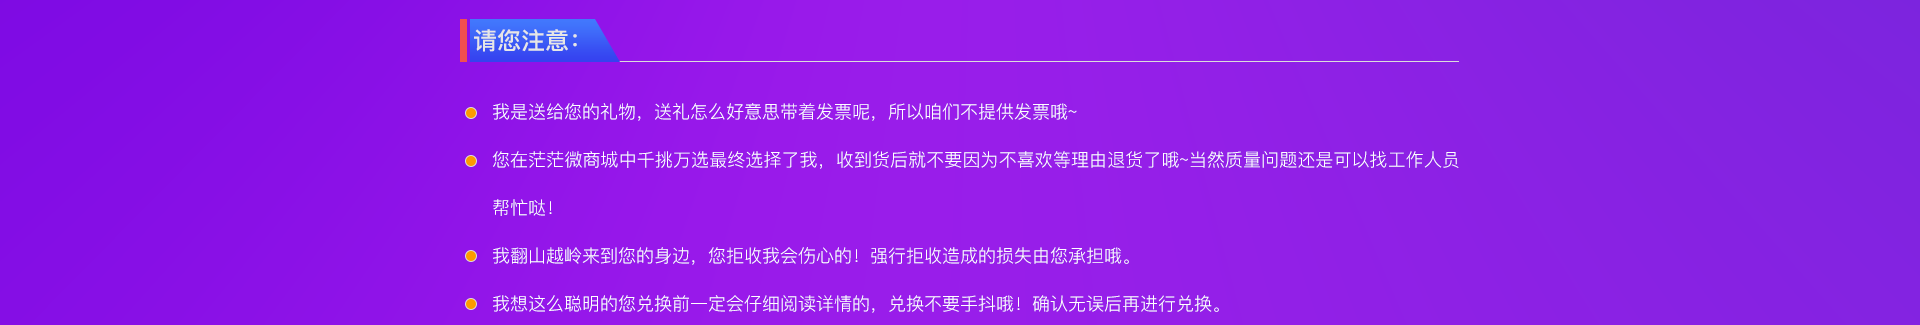 请您注意：
我是送给您的礼物，送礼怎么好意思带着发票呢，所以咱们不提供发票哦~
您在茫茫微商城中千挑万选最终选择了我，收到货后就不要因为不喜欢等理由退货了哦~当然质量问题还是可以找工作人员
帮忙哒！
我翻山越岭来到您的身边，您拒收我会伤心的！强行拒收造成的损失由您承担哦。
我想这么聪明的您兑换前一定会仔细阅读详情的，兑换不要手抖哦！确认无误后再进行兑换。